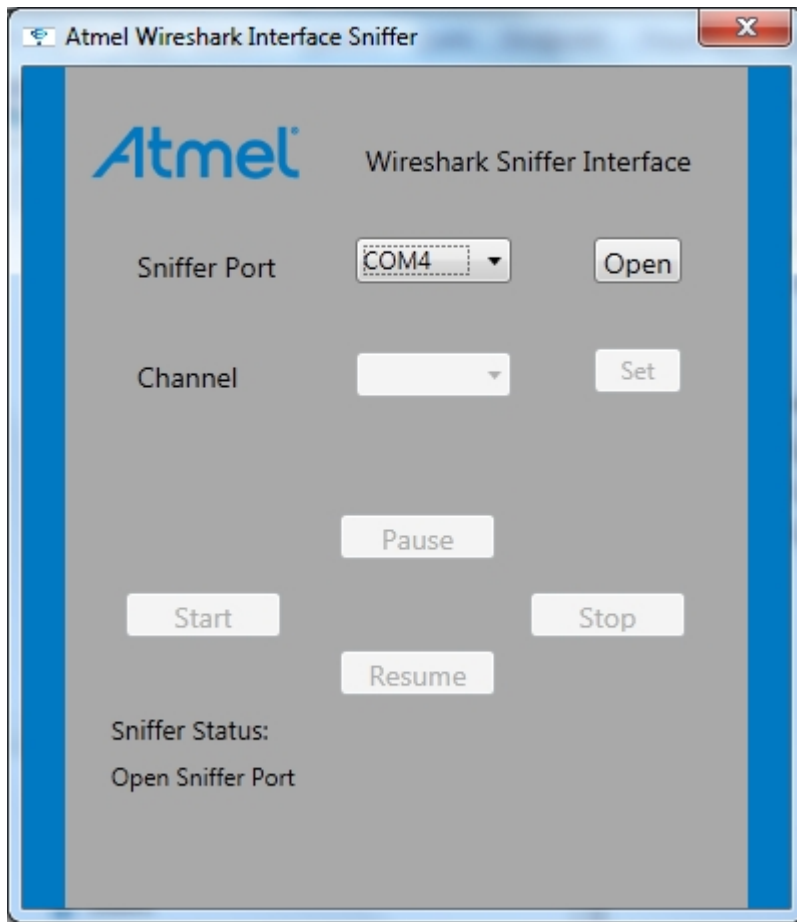 Atmel Wireshark Interface Sniffer
Atmel
Wireshark Sniffer Interface
Sniffer Port COM4 Open
Channel Set
Pause
Start Stop
Resume
Sniffer Status:
Open Sniffer Port